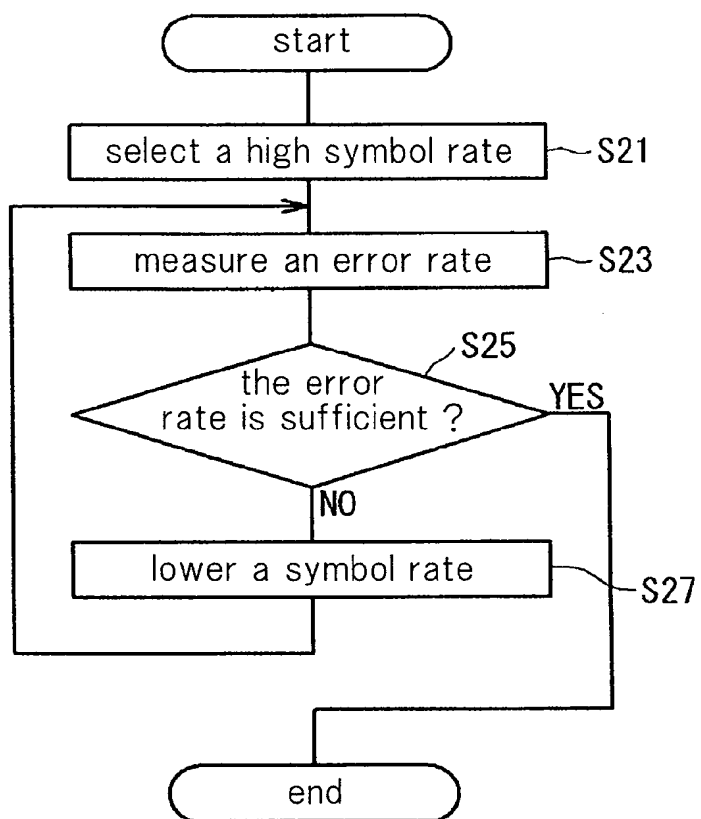 start
select a high symbol rate
S21
measure an error rate
S23
S25
the error
rate is sufficient ?
YES
NO
lower a symbol rate
S27
end